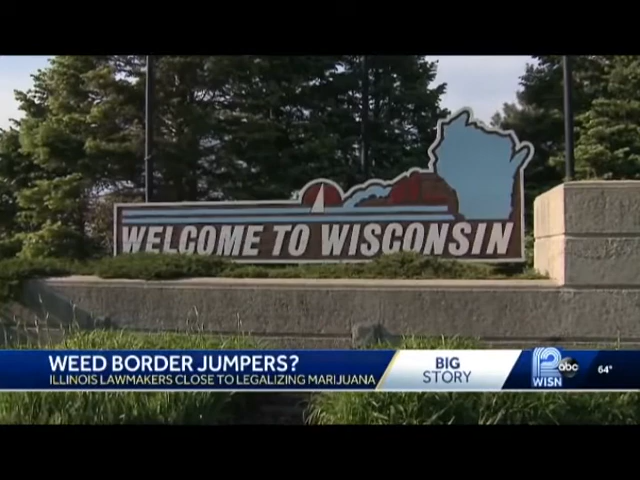 WELCOME TO WISCONSIN
WEED BORDER JUMPERS?
ILLINOIS LAWMAKERS CLOSE TO LEGALIZING MARIJUANA
BIG
STORY
12
WISN
abc
64°